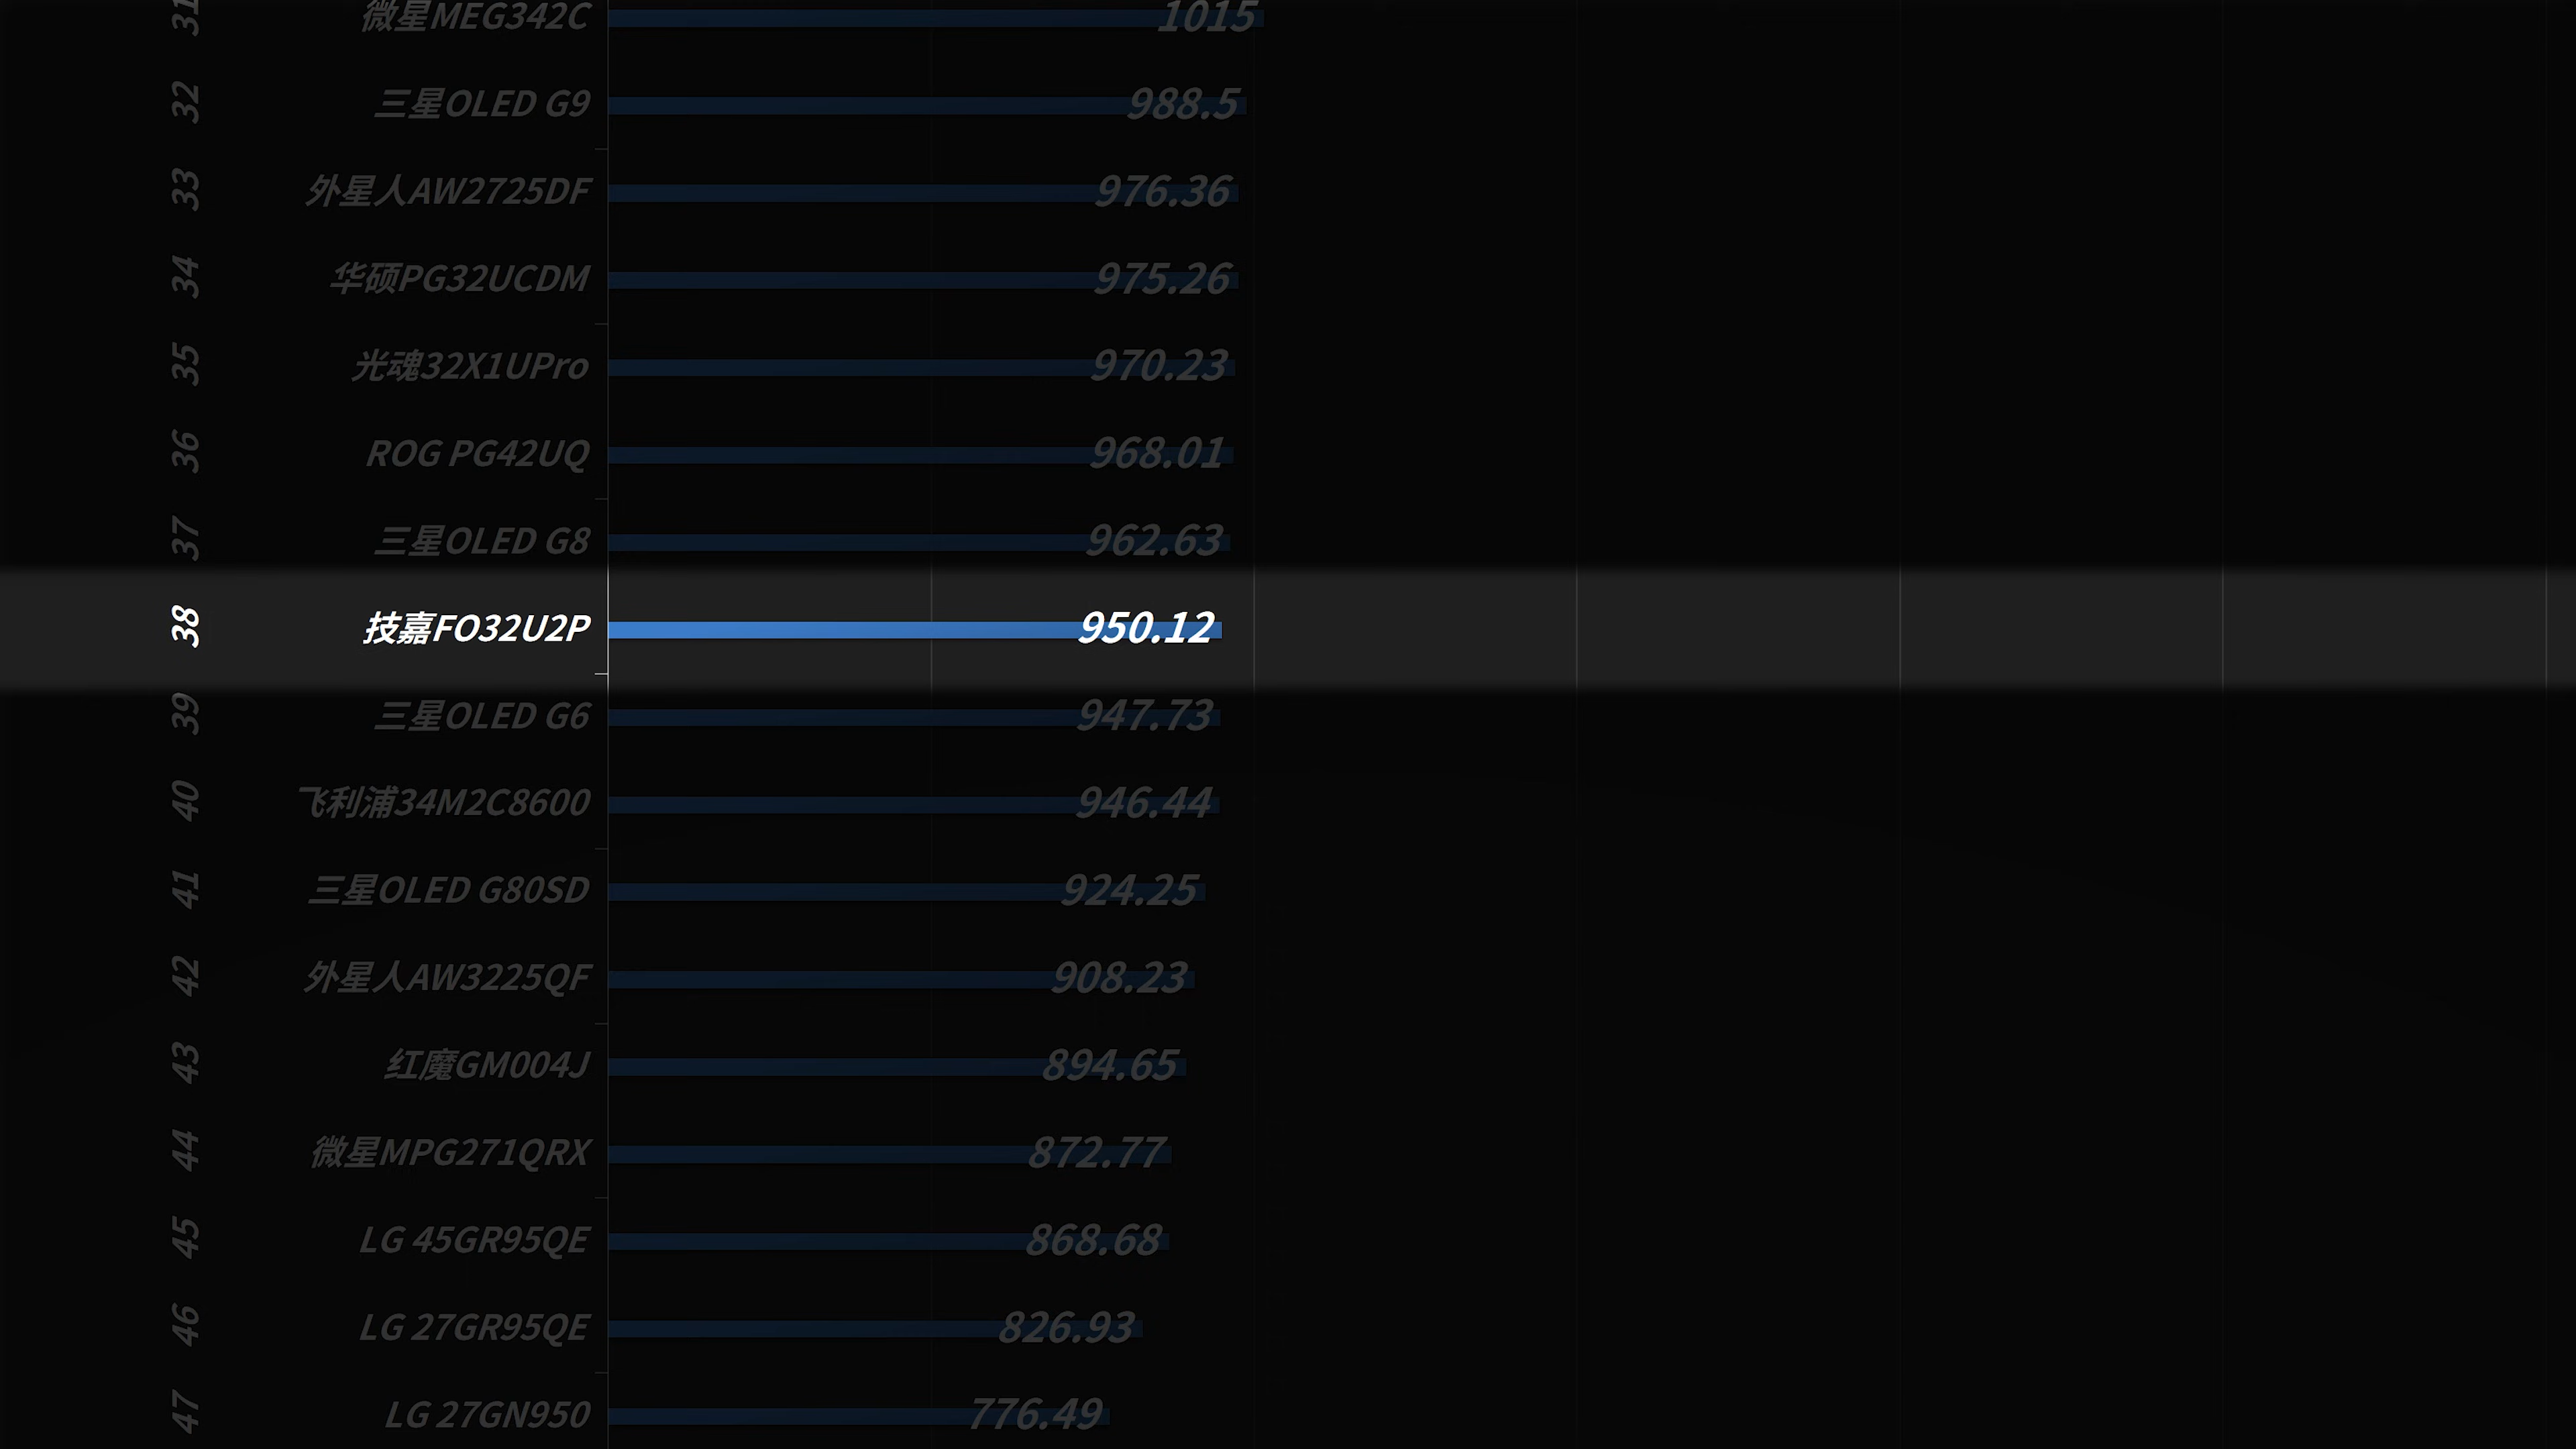 31 微星MEG342C 1015
32 三星OLED G9 988.5
33 外星人AW2725DF 976.36
34 华硕PG32UCDM 975.26
35 光魂32X1UPro 970.23
36 ROG PG42UQ 968.01
37 三星OLED G8 962.63
38 技嘉FO32U2P 950.12
39 三星OLED G6 947.73
40 飞利浦34M2C8600 946.44
41 三星OLED G80SD 924.25
42 外星人AW3225QF 908.23
43 红魔GM004J 894.65
44 微星MPG271QRX 872.77
45 LG 45GR95QE 868.68
46 LG 27GR95QE 826.93
47 LG 27GN950 776.49